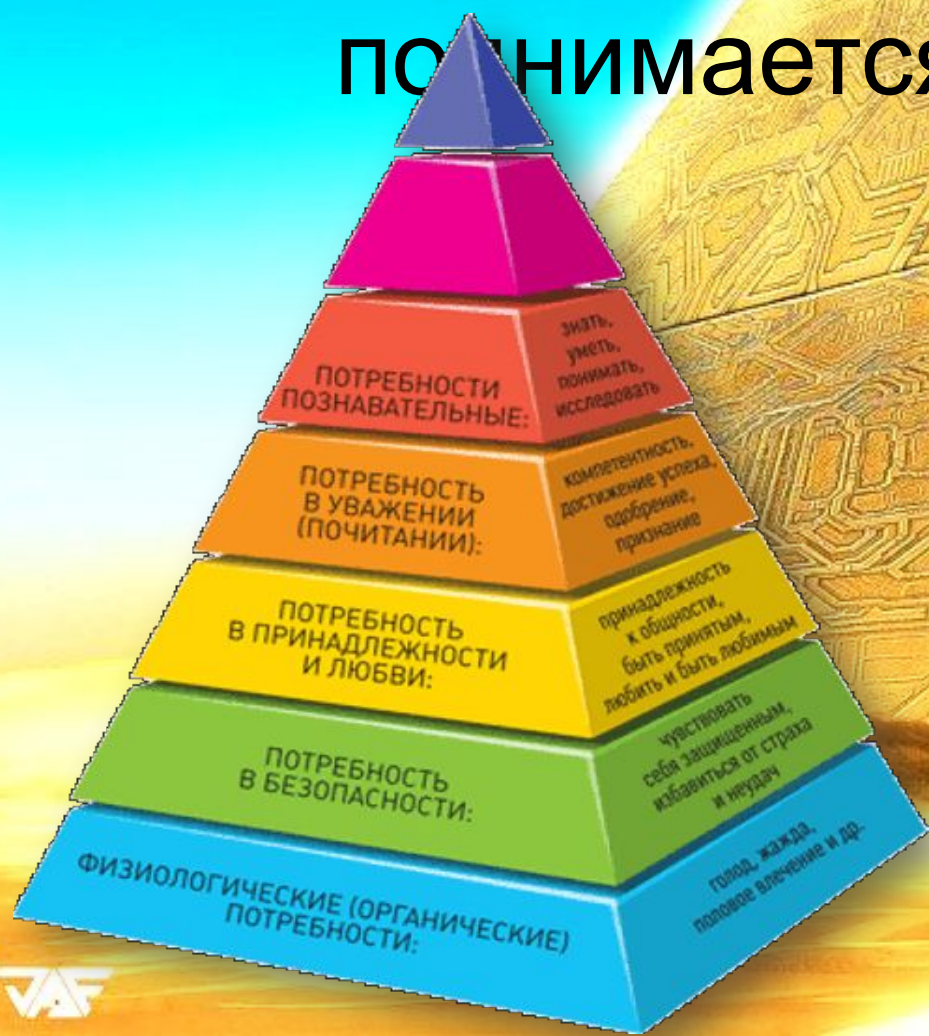 ПОТРЕБНОСТИ
ПОЗНАВАТЕЛЬНЫЕ:
знать,
уметь,
понимать,
исследовать
ПОТРЕБНОСТЬ
В УВАЖЕНИИ
(ПОЧИТАНИИ):
компетентность,
достижение успеха,
одобрение,
признание
ПОТРЕБНОСТЬ
В ПРИНАДЛЕЖНОСТИ
И ЛЮБВИ:
принадлежность
к общности,
быть принятым,
любить и быть любимым
ПОТРЕБНОСТЬ
В БЕЗОПАСНОСТИ:
чувствовать
себя защищенным,
избавиться от страха
и неудач
ФИЗИОЛОГИЧЕСКИЕ (ОРГАНИЧЕСКИЕ)
ПОТРЕБНОСТИ:
голод, жажда,
половое влечение и др.